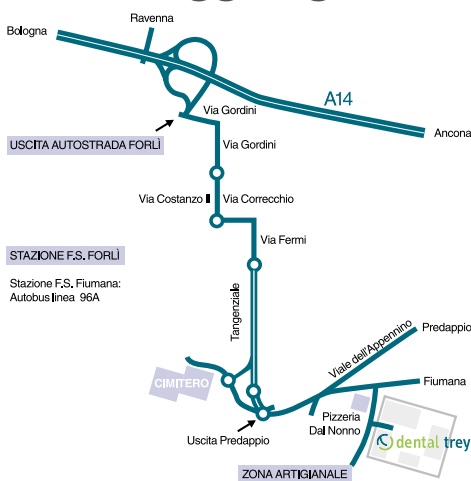 Ravenna
Bologna
A14
Via Gordini
Ancona
USCITA AUTOSTRADA FORLÌ
Via Gordini
Via Costanzo II
Via Correcchio
Via Fermi
STAZIONE F.S. FORLÌ
Stazione F.S. Fiumana:
Autobus linea 96A
Tangenziale
Predappio
Viale dell'Appennino
CIMITERO
Fiumana
Pizzeria
Dal Nonno
Uscita Predappio
dental trey
ZONA ARTIGIANALE